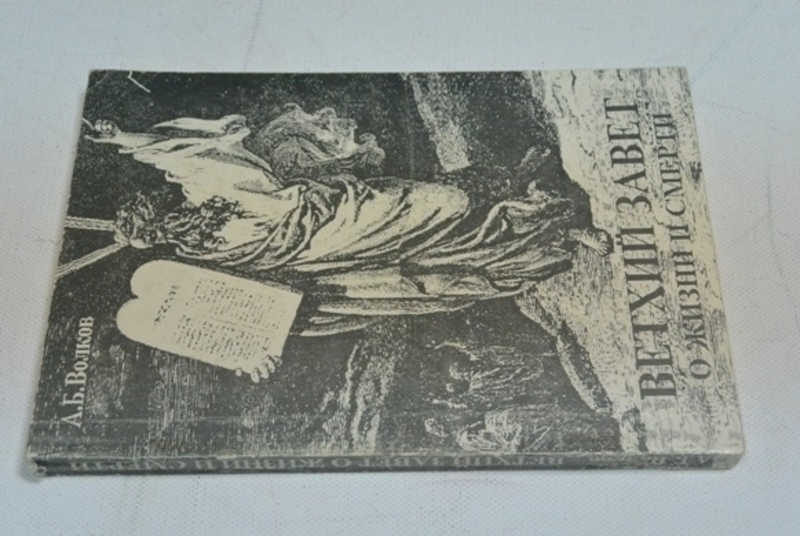 А.Б.Волков
ВЕТХИЙ ЗАВЕТ
О ЖИЗНИ И СМЕРТИ
ВЕТХИЙ ЗАВЕТ О ЖИЗНИ И СМЕРТИ